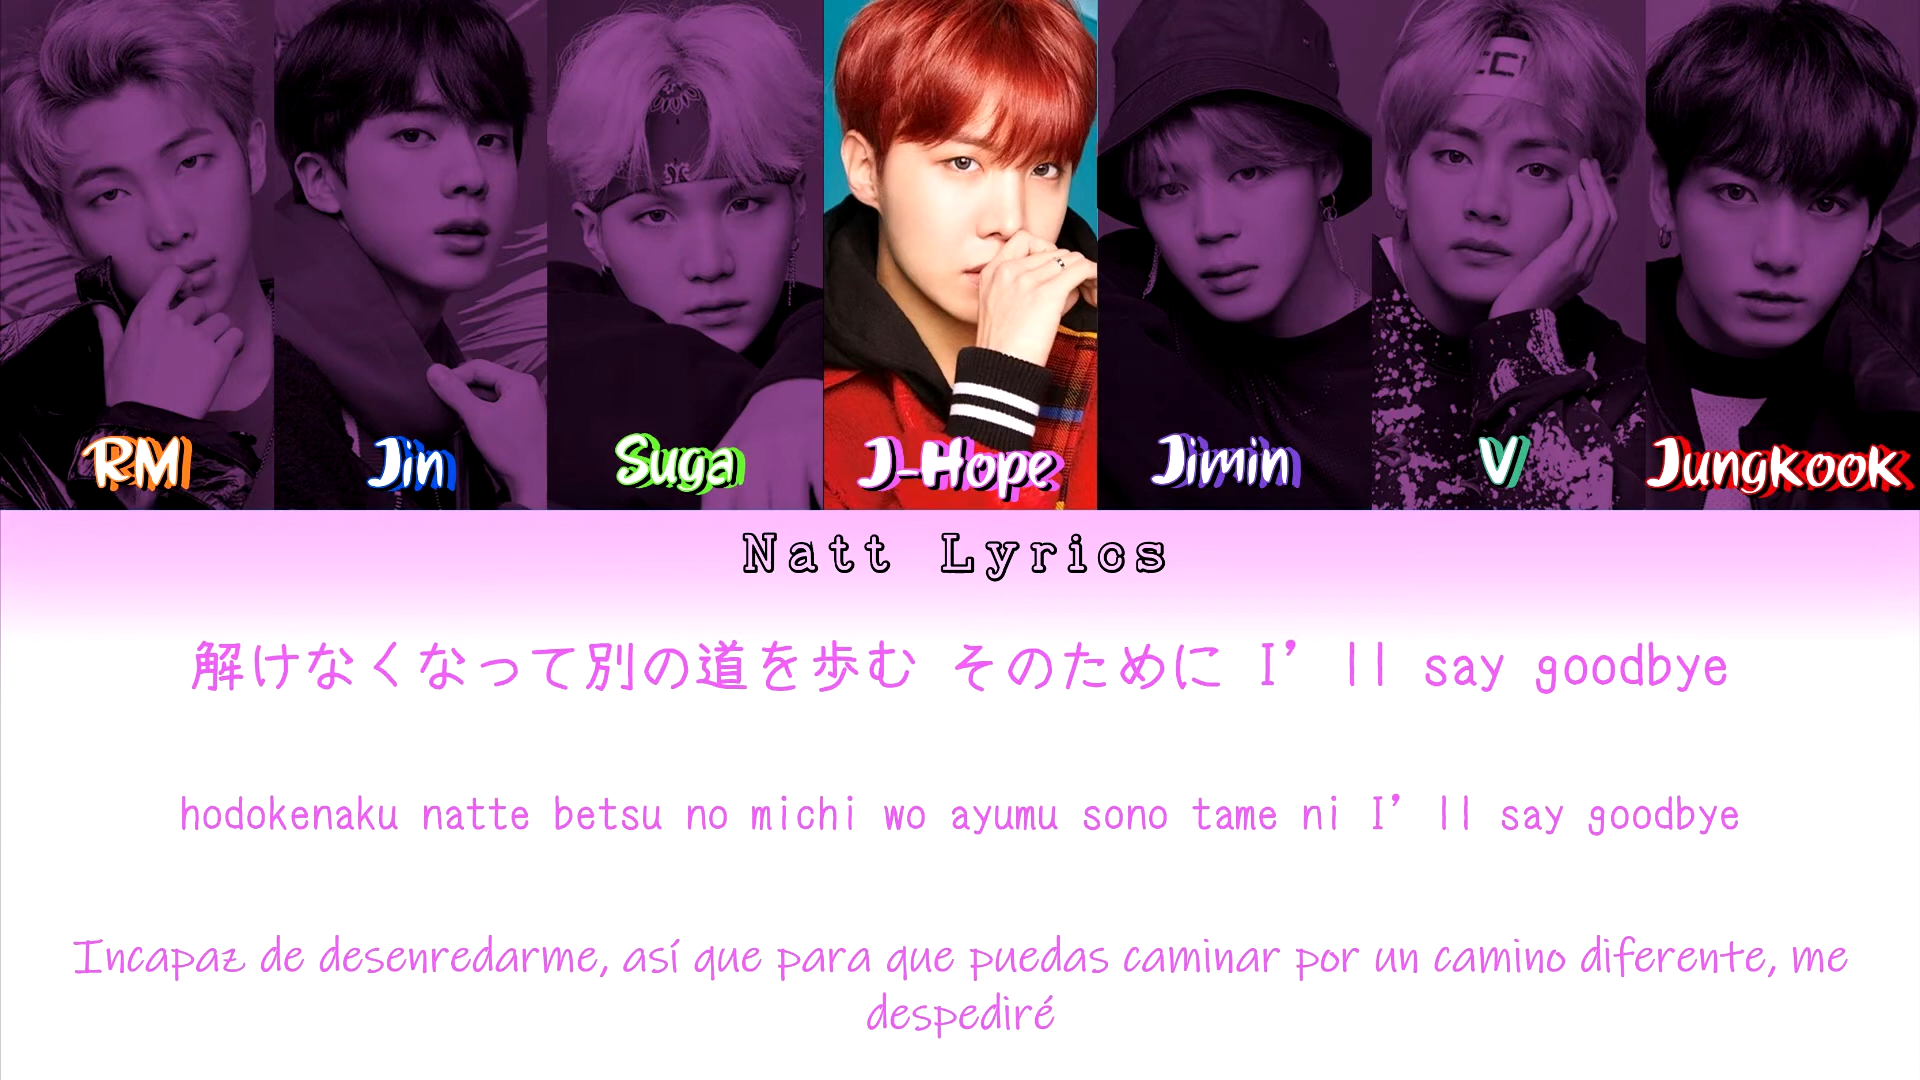 RM Jin Suga J-Hope Jimin V Jungkook
Natt Lyrics
解けなくなって別の道を歩む そのために I’ll say goodbye
hodokenaku natte betsu no michi wo ayumu sono tame ni I’ll say goodbye
Incapaz de desenredarme, así que para que puedas caminar por un camino diferente, me
despediré